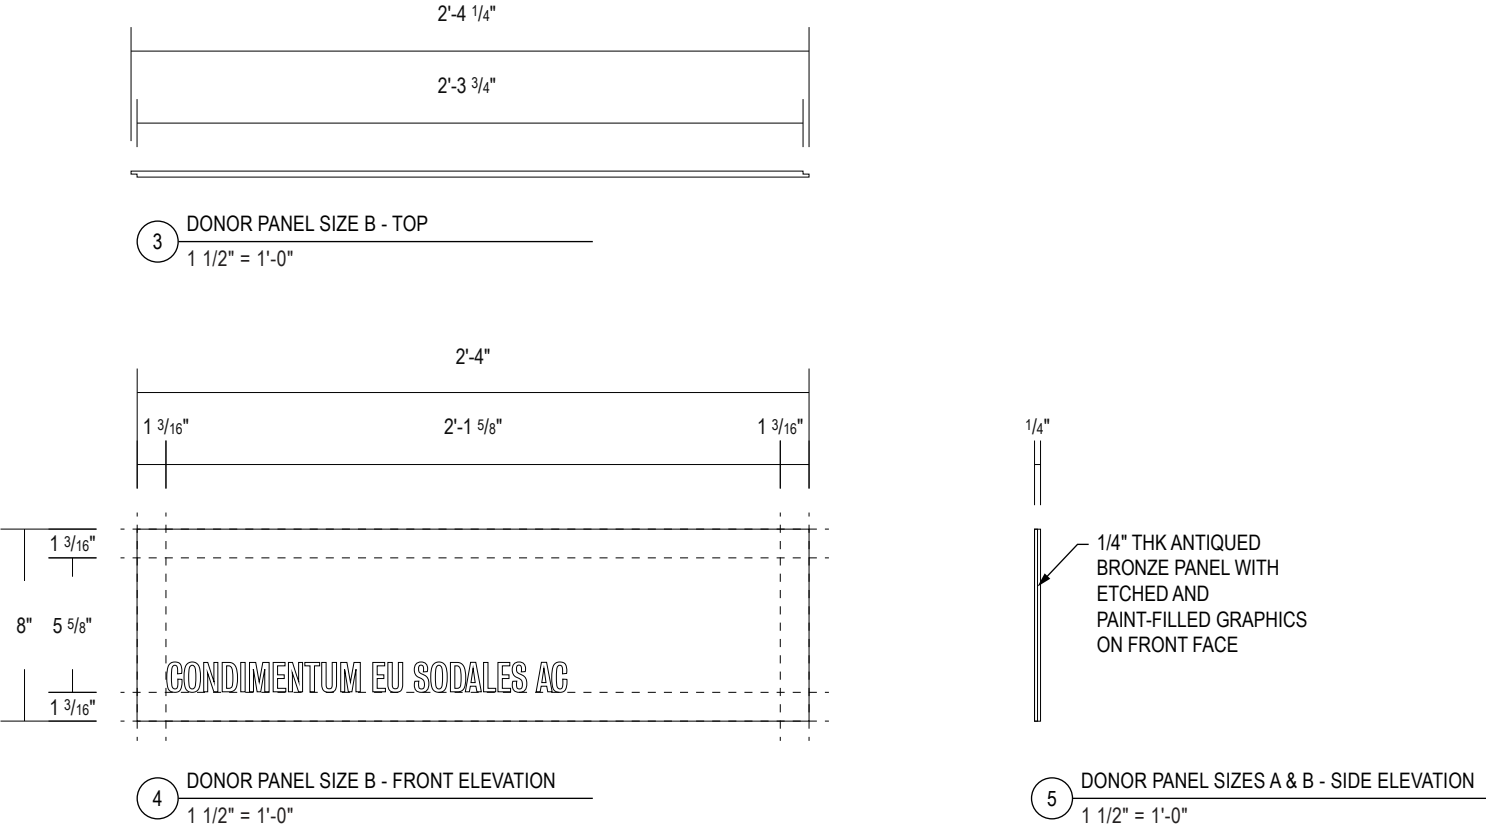 2'-4 1/4"
2'-3 3/4"
3
DONOR PANEL SIZE B - TOP
1 1/2" = 1'-0"
2'-4"
1 3/16"
2'-1 5/8"
1 3/16"
1/4"
1 3/16"
8"
5 5/8"
1 3/16"
CONDIMENTUM EU SODALES AC
1/4" THK ANTIQUED
BRONZE PANEL WITH
ETCHED AND
PAINT-FILLED GRAPHICS
ON FRONT FACE
4
DONOR PANEL SIZE B - FRONT ELEVATION
1 1/2" = 1'-0"
5
DONOR PANEL SIZES A & B - SIDE ELEVATION
1 1/2" = 1'-0"